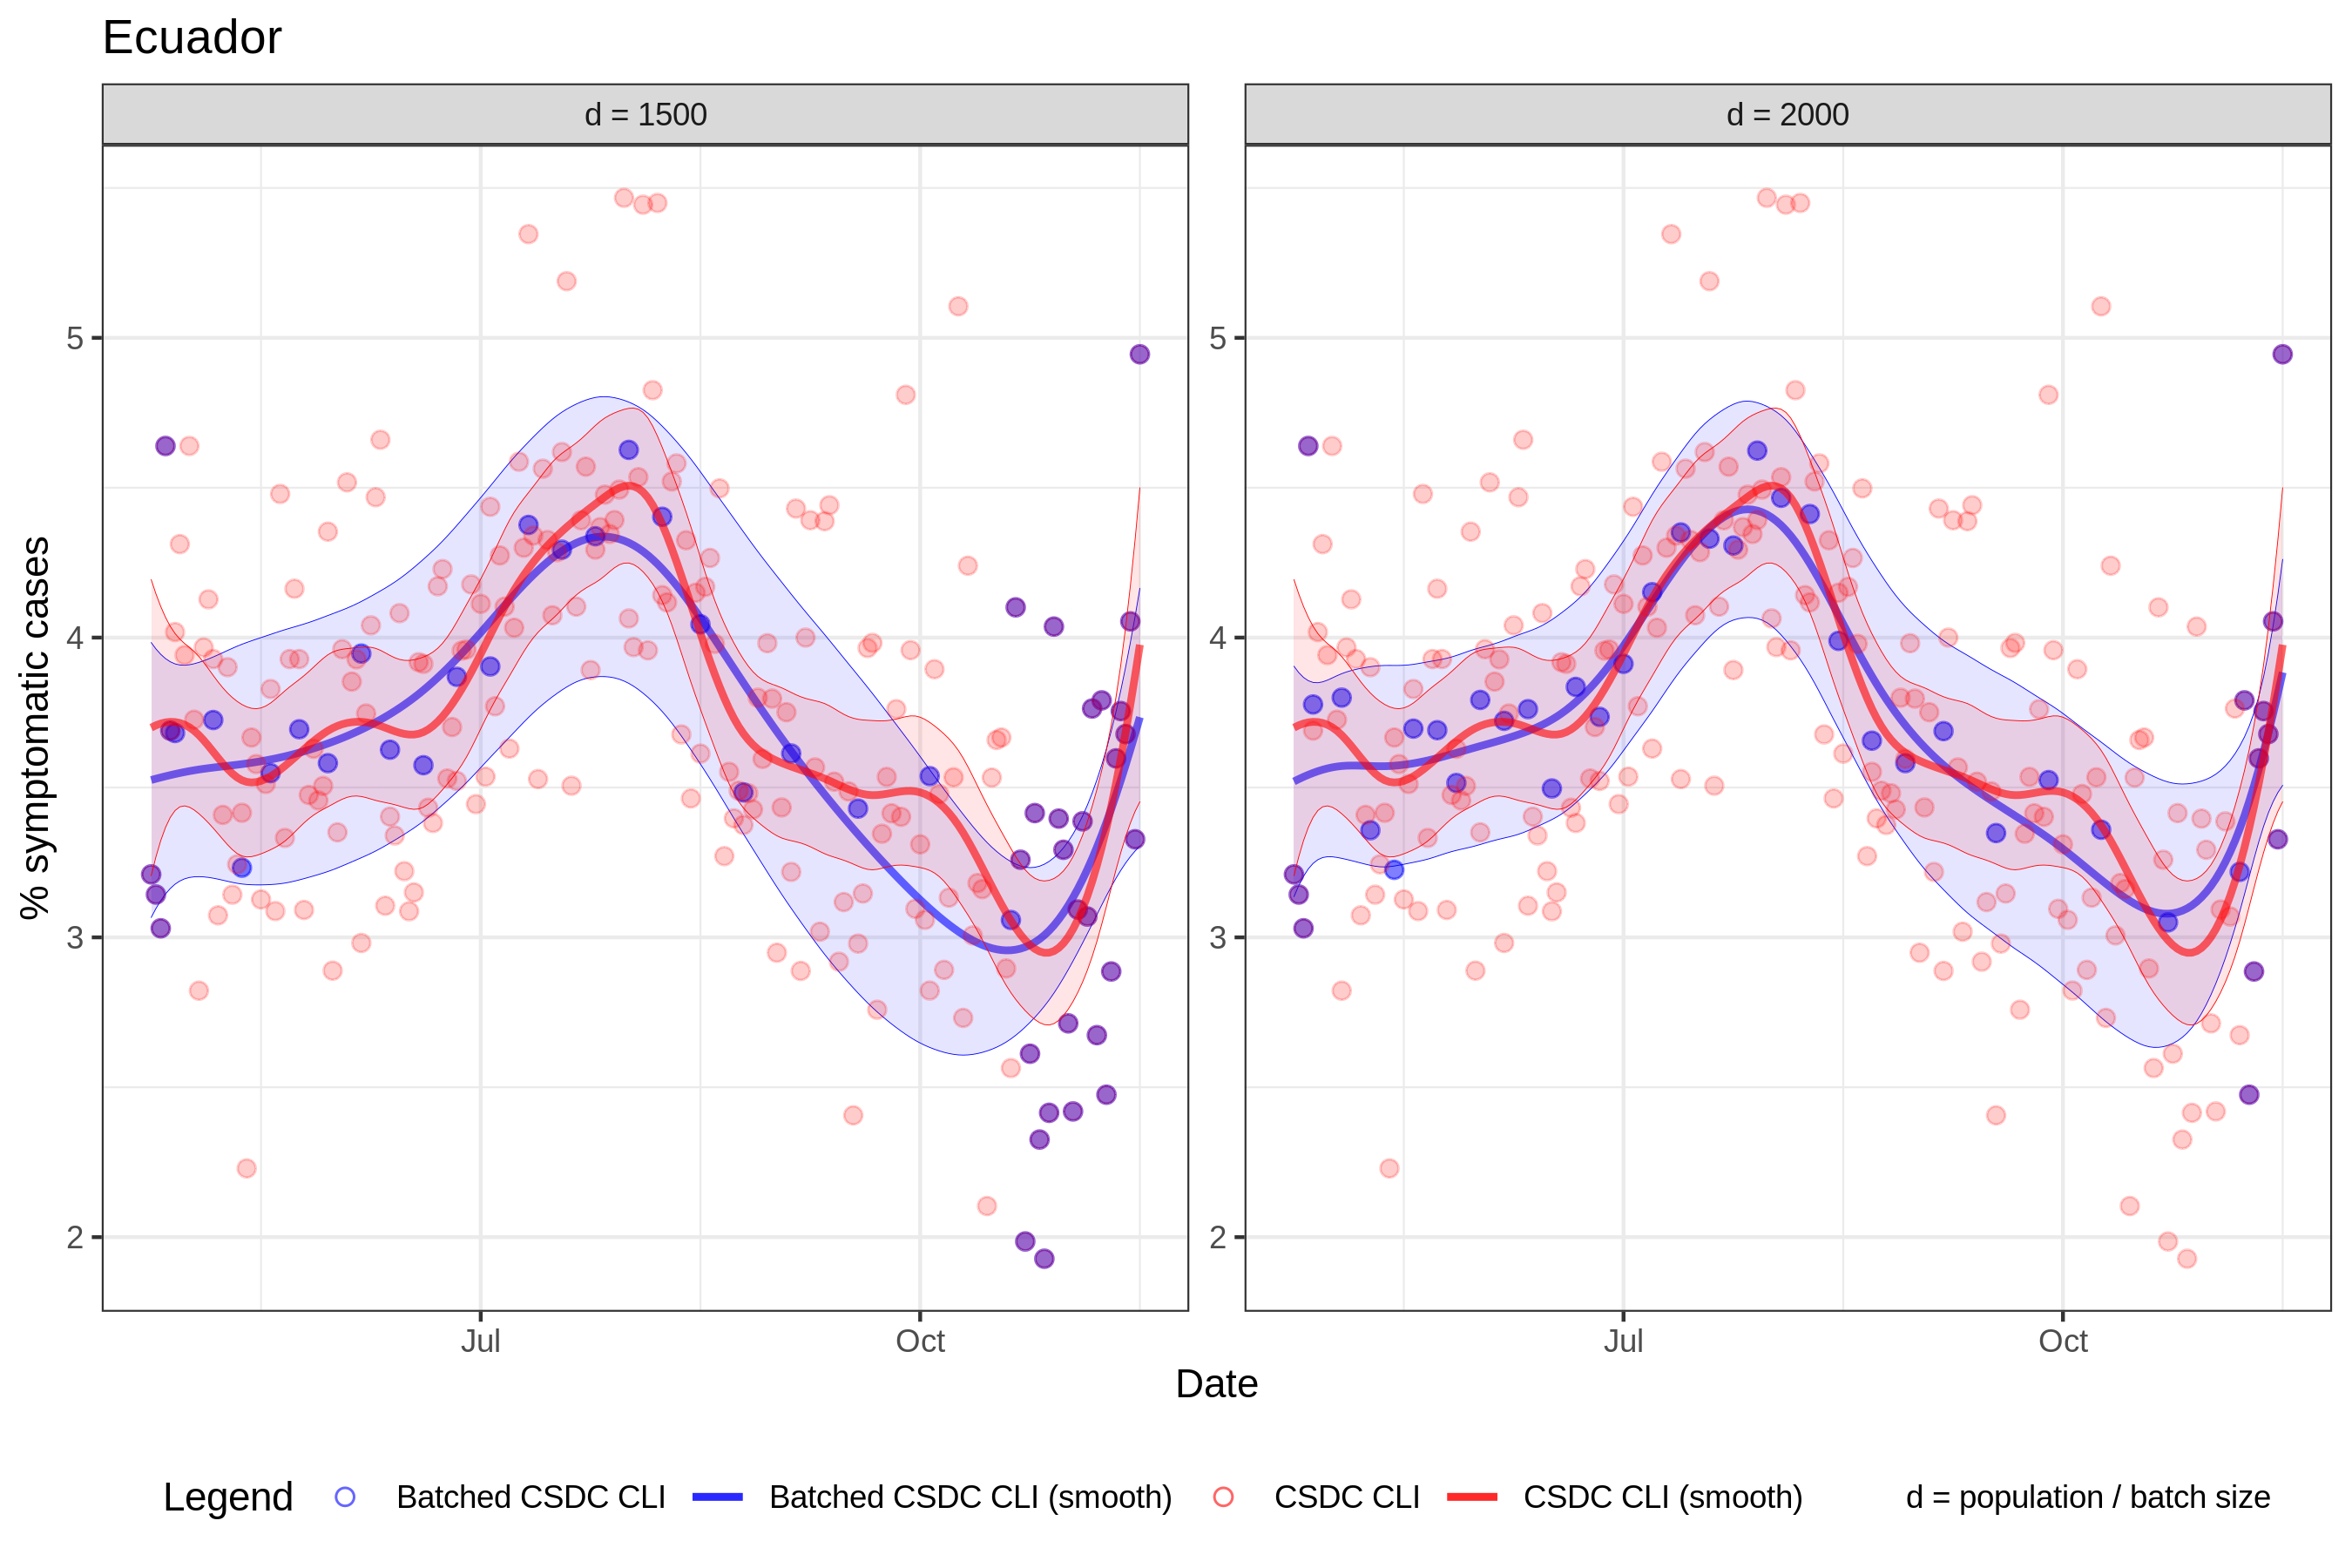 Ecuador
d = 1500
d = 2000
% symptomatic cases
5
4
3
2
5
4
3
2
Jul
Oct
Jul
Oct
Date
Legend
Batched CSDC CLI
Batched CSDC CLI (smooth)
CSDC CLI
CSDC CLI (smooth)
d = population / batch size